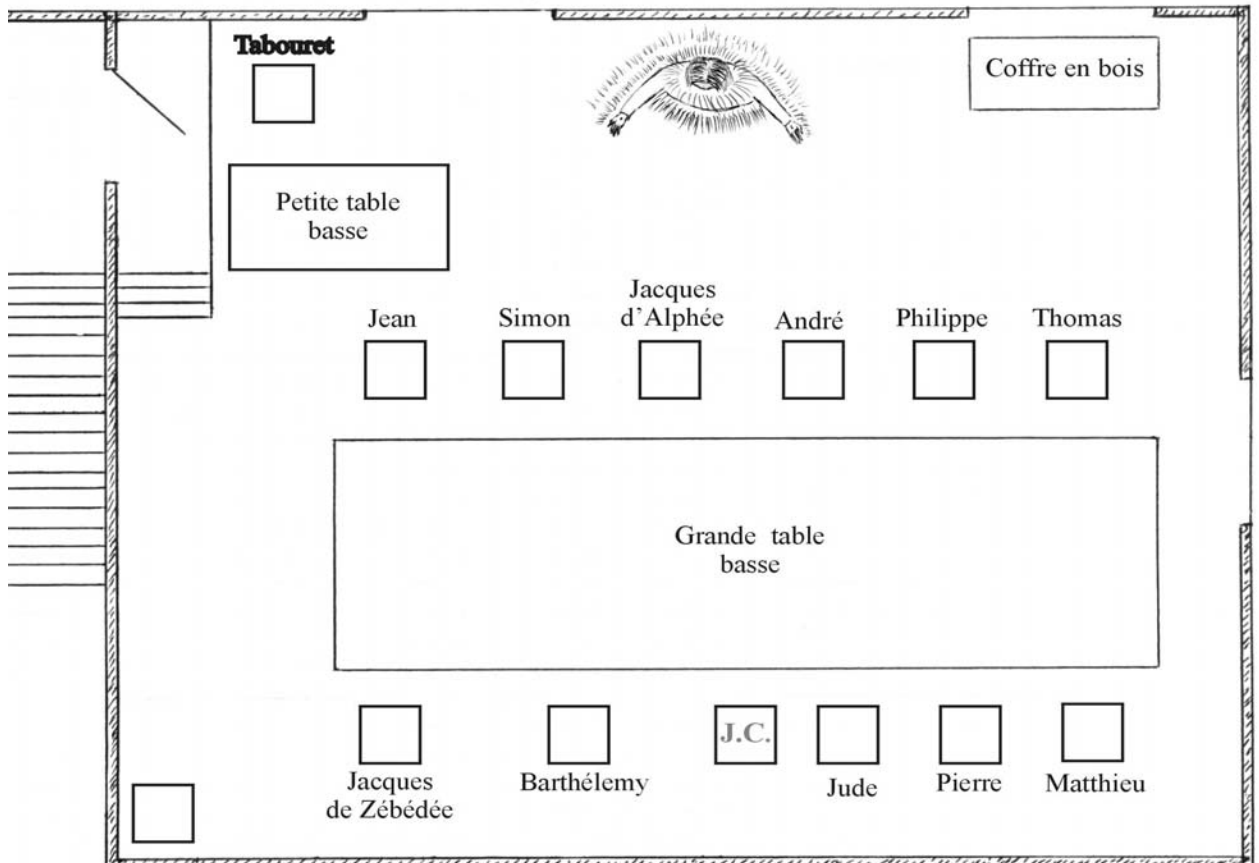 Tabouret
Coffre en bois
Petite table
basse
Jean
Simon
Jacques
d'Alphée
André
Philippe
Thomas
Grande table
basse
J.C.
Jacques
de Zébédée
Barthélemy
Jude
Pierre
Matthieu